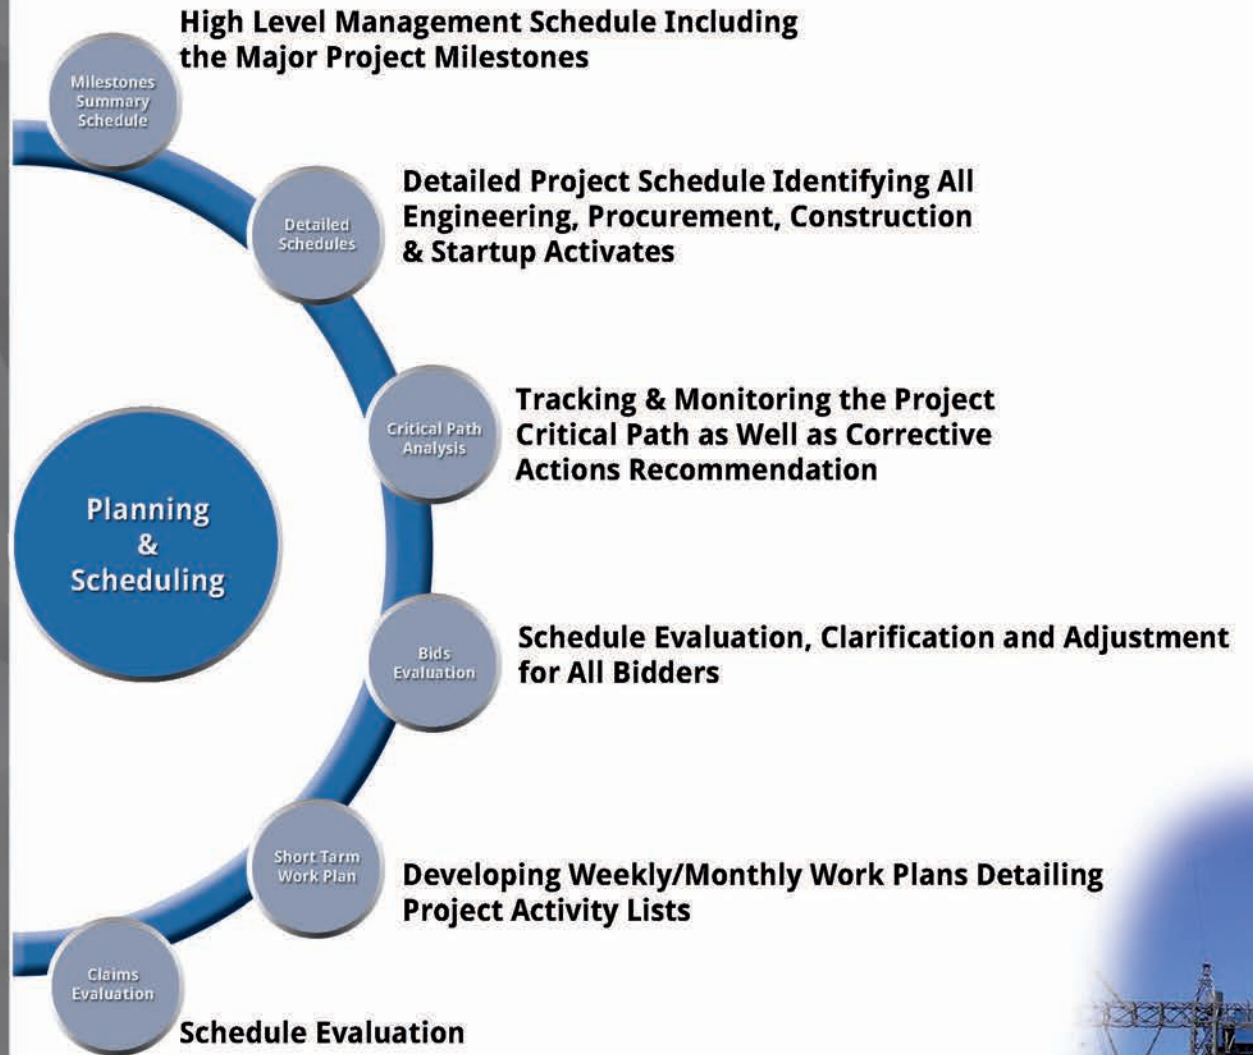 High Level Management Schedule Including
the Major Project Milestones
Milestones
Summary
Schedule
Detailed Project Schedule Identifying All
Engineering, Procurement, Construction
& Startup Activates
Detailed
Schedules
Tracking & Monitoring the Project
Critical Path as Well as Corrective
Actions Recommendation
Critical Path
Analysis
Planning
&
Scheduling
Schedule Evaluation, Clarification and Adjustment
for All Bidders
Bids
Evaluation
Short Tarm
Work Plan
Developing Weekly/Monthly Work Plans Detailing
Project Activity Lists
Claims
Evaluation
Schedule Evaluation